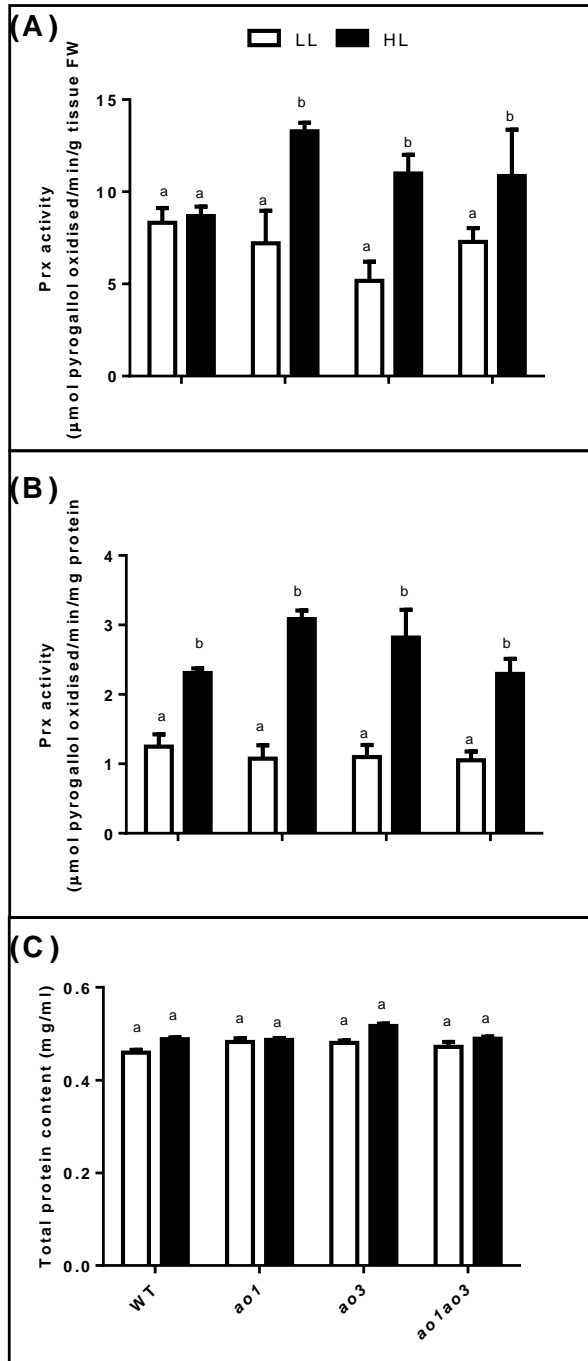 (A)
LL HL
Prx activity
(µmol pyrogallol oxidised/min/g tissue FW
15
10
5
0
a a a b a b a b
(B)
Prx activity
(µmol pyrogallol oxidised/min/mg protein
4
3
2
1
0
a b a b a b a b
(C)
Total protein content (mg/ml)
0.6
0.4
0.2
0.0
a a a a a a a a
WT ao1 ao3 ao1ao3